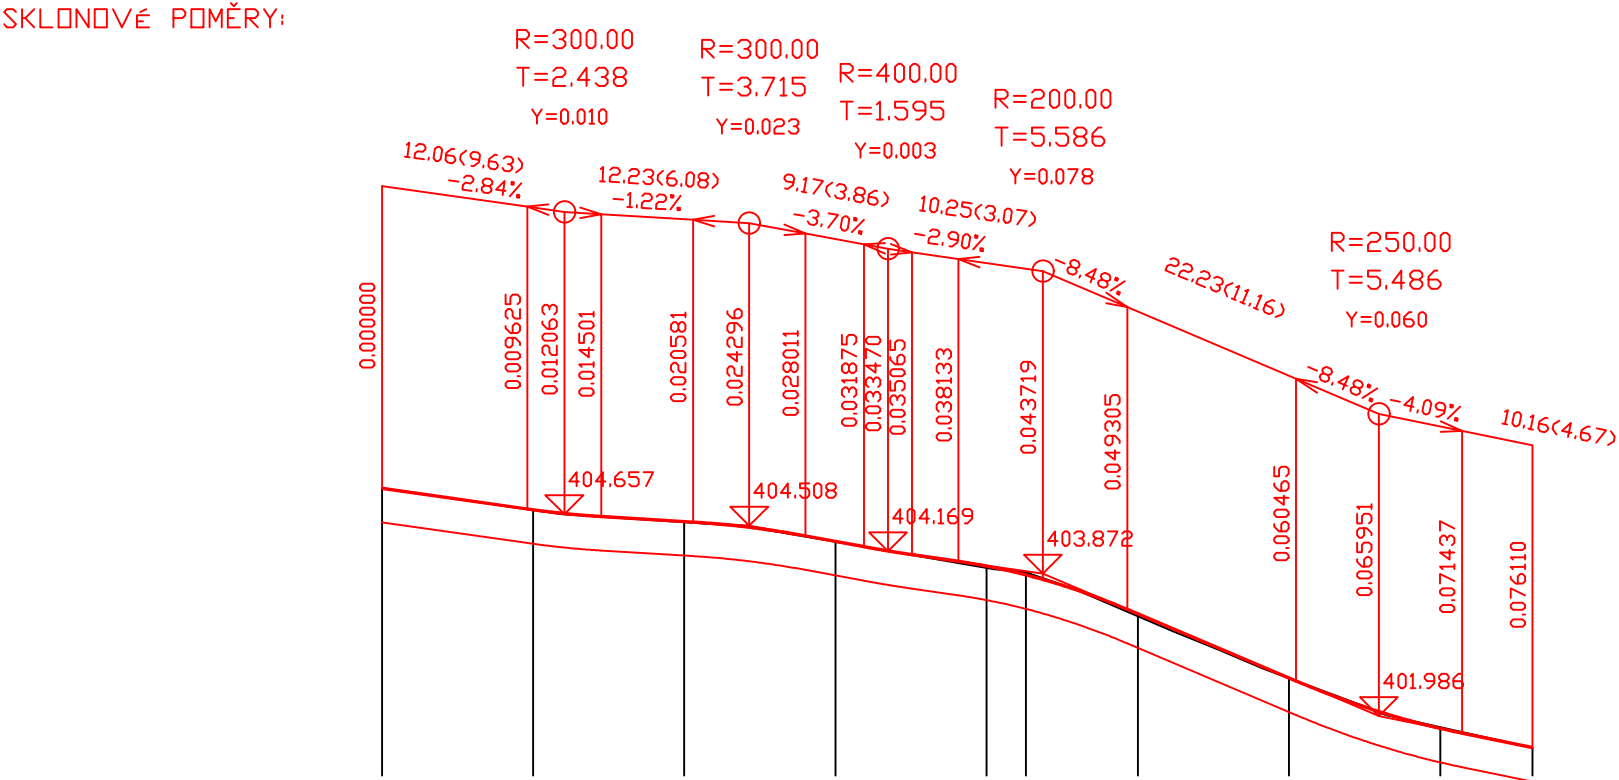 SKLONOVÉ POMĚRY:
R=300.00
T=2.438
Y=0.010
R=300.00
T=3.715
Y=0.023
R=400.00
T=1.595
Y=0.003
R=200.00
T=5.586
Y=0.078
R=250.00
T=5.486
Y=0.060
12.06(9.63)
-2.84%
12.23(6.08)
-1.22%
9.17(3.86)
-3.70%
10.25(3.07)
-2.90%
-8.48%
22.23(11.16)
-8.48%
-4.09%
10.16(4.67)
0.000000
0.009625
0.012063
0.014501
0.020581
0.024296
0.028011
0.031875
0.033470
0.035065
0.038133
0.043719
0.049305
0.060465
0.065951
0.071437
0.076110
404.657
404.508
404.169
403.872
401.986